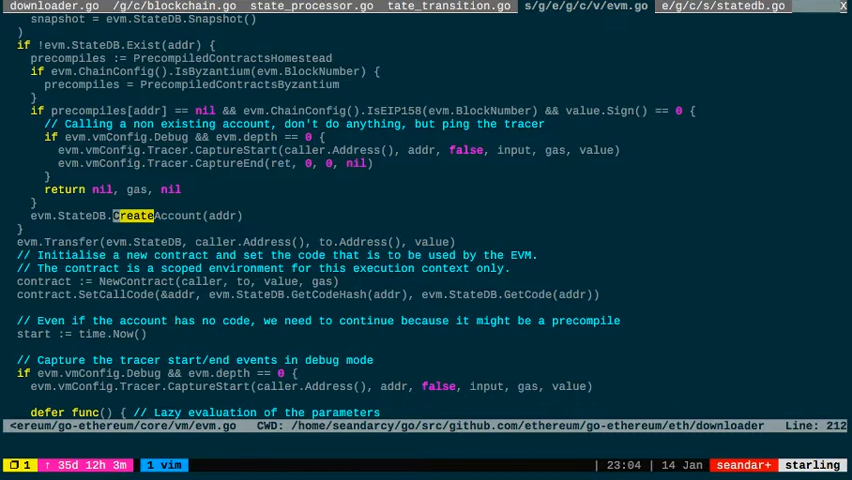 downloader.go /g/c/blockchain.go state_processor.go tate_transition.go s/g/e/g/c/v/evm.go e/g/c/s/statedb.go X
snapshot = evm.StateDB.Snapshot()
)
if !evm.StateDB.Exist(addr) {
precompiles := PrecompiledContractsHomestead
if evm.ChainConfig().IsByzantium(evm.BlockNumber) {
precompiles = PrecompiledContractsByzantium
}
if precompiles[addr] == nil && evm.ChainConfig().IsEIP158(evm.BlockNumber) && value.Sign() == 0 {
// Calling a non existing account, don't do anything, but ping the tracer
if evm.vmConfig.Debug && evm.depth == 0 {
evm.vmConfig.Tracer.CaptureStart(caller.Address(), addr, false, input, gas, value)
evm.vmConfig.Tracer.CaptureEnd(ret, 0, 0, nil)
}
return nil, gas, nil
}
evm.StateDB.CreateAccount(addr)
}
evm.Transfer(evm.StateDB, caller.Address(), to.Address(), value)
// Initialise a new contract and set the code that is to be used by the EVM.
// The contract is a scoped environment for this execution context only.
contract := NewContract(caller, to, value, gas)
contract.SetCallCode(&addr, evm.StateDB.GetCodeHash(addr), evm.StateDB.GetCode(addr))
// Even if the account has no code, we need to continue because it might be a precompile
start := time.Now()
// Capture the tracer start/end events in debug mode
if evm.vmConfig.Debug && evm.depth == 0 {
evm.vmConfig.Tracer.CaptureStart(caller.Address(), addr, false, input, gas, value)
defer func() { // Lazy evaluation of the parameters
<ereum/go-ethereum/core/vm/evm.go CWD: /home/seandarcy/go/src/github.com/ethereum/go-ethereum/eth/downloader Line: 212
❐ 1 ↑ 35d 12h 3m 1 vim | 23:04 | 14 Jan seandar+ starling